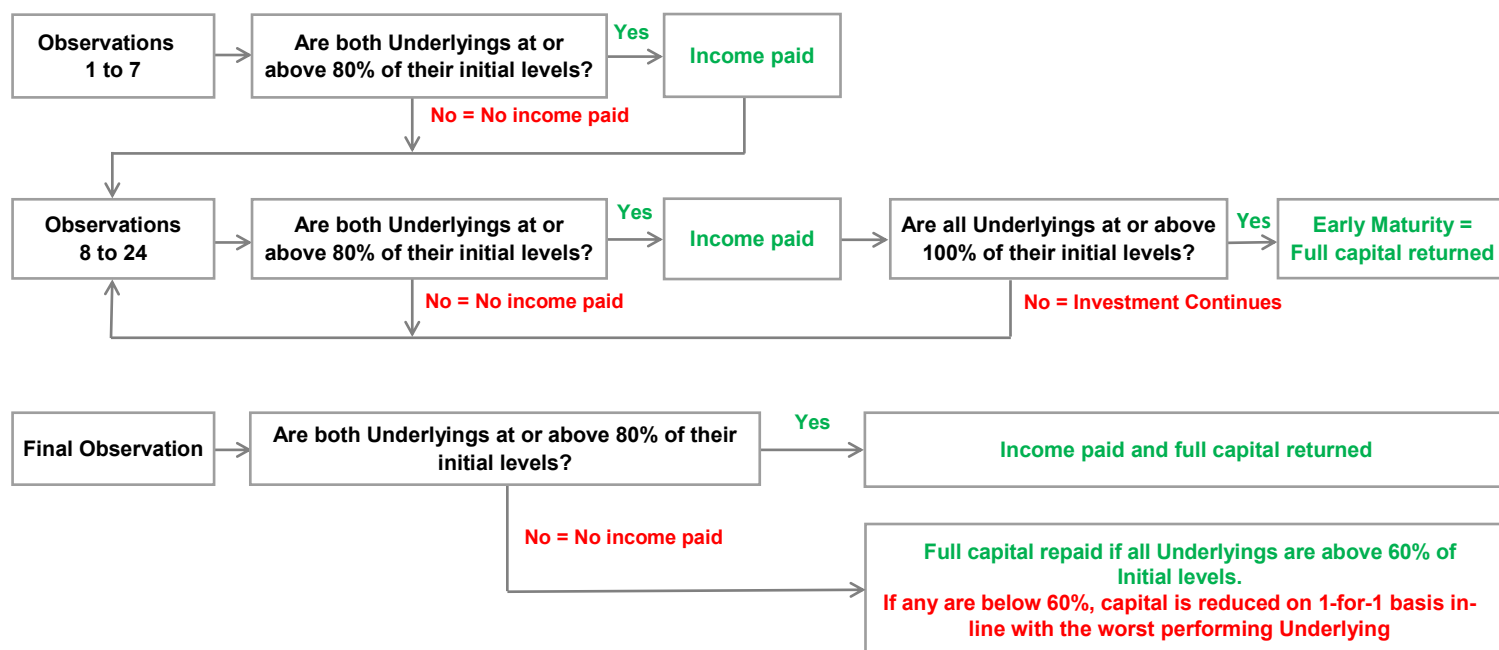 Observations
1 to 7
Are both Underlyings at or
above 80% of their initial levels?
Yes
Income paid
No = No income paid
Observations
8 to 24
Are both Underlyings at or
above 80% of their initial levels?
Yes
Income paid
Are all Underlyings at or above
100% of their initial levels?
Yes
Early Maturity =
Full capital returned
No = No income paid
No = Investment Continues
Final Observation
Are both Underlyings at or above 80% of their
initial levels?
Yes
Income paid and full capital returned
No = No income paid
Full capital repaid if all Underlyings are above 60% of
Initial levels.
If any are below 60%, capital is reduced on 1-for-1 basis in-
line with the worst performing Underlying